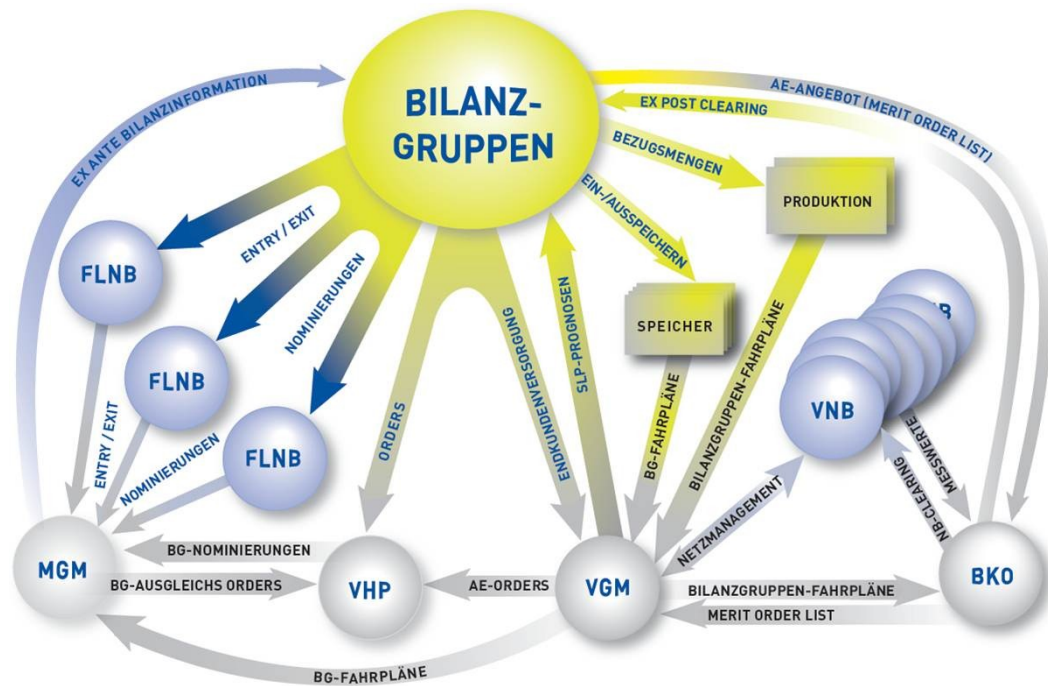 EX ANTE BILANZINFORMATION
BILANZ-
GRUPPEN
AE-ANGEBOT (MERIT ORDER LIST)
EX POST CLEARING
BEZUGSMENGEN
EIN-/AUSSPEICHERN
PRODUKTION
FLNB
ENTRY / EXIT
NOMINIERUNGEN
FLNB
FLNB
ORDERS
ENDKUNDENVERSORGUNG
SLP-PROGNOSEN
SPEICHER
BG-FAHRPLÄNE
BILANZGRUPPEN-FAHRPLÄNE
VNB
ENTRY / EXIT
NOMINIERUNGEN
NETZMANAGEMENT
NB-CLEARING
MESSWERTE
MGM
BG-NOMINIERUNGEN
BG-AUSGLEICHS ORDERS
VHP
AE-ORDERS
VGM
BILANZGRUPPEN-FAHRPLÄNE
MERIT ORDER LIST
BKO
BG-FAHRPLÄNE